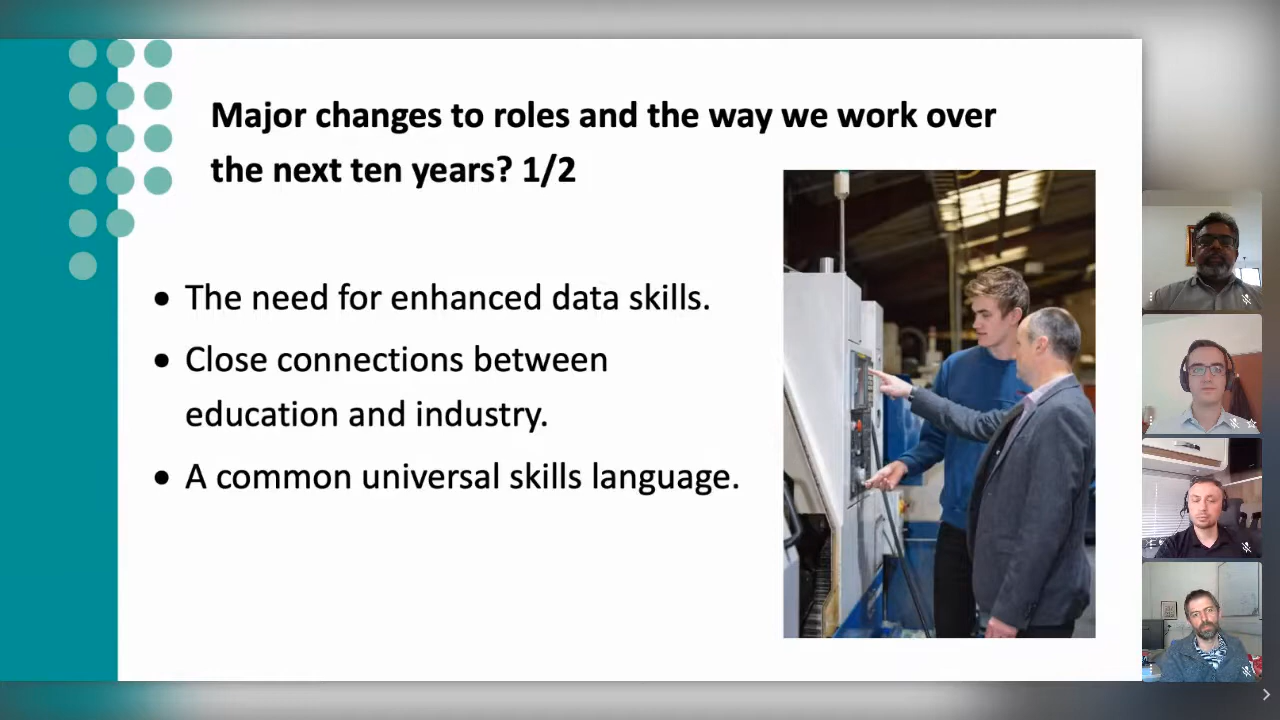 Major changes to roles and the way we work over
the next ten years? 1/2
• The need for enhanced data skills.
• Close connections between
education and industry.
• A common universal skills language.